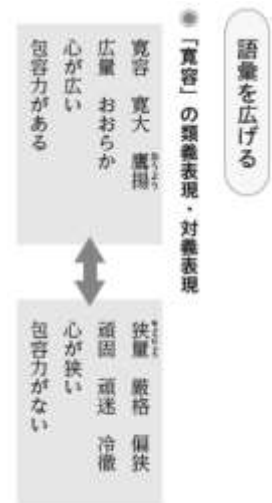 語彙を広げる
「寛容」の類義表現・対義表現
寛容　寛大　鷹揚
広量　おおらか
心が広い
包容力がある
狭量　厳格　偏狭
頑固　頑迷　冷徹
心が狭い
包容力がない